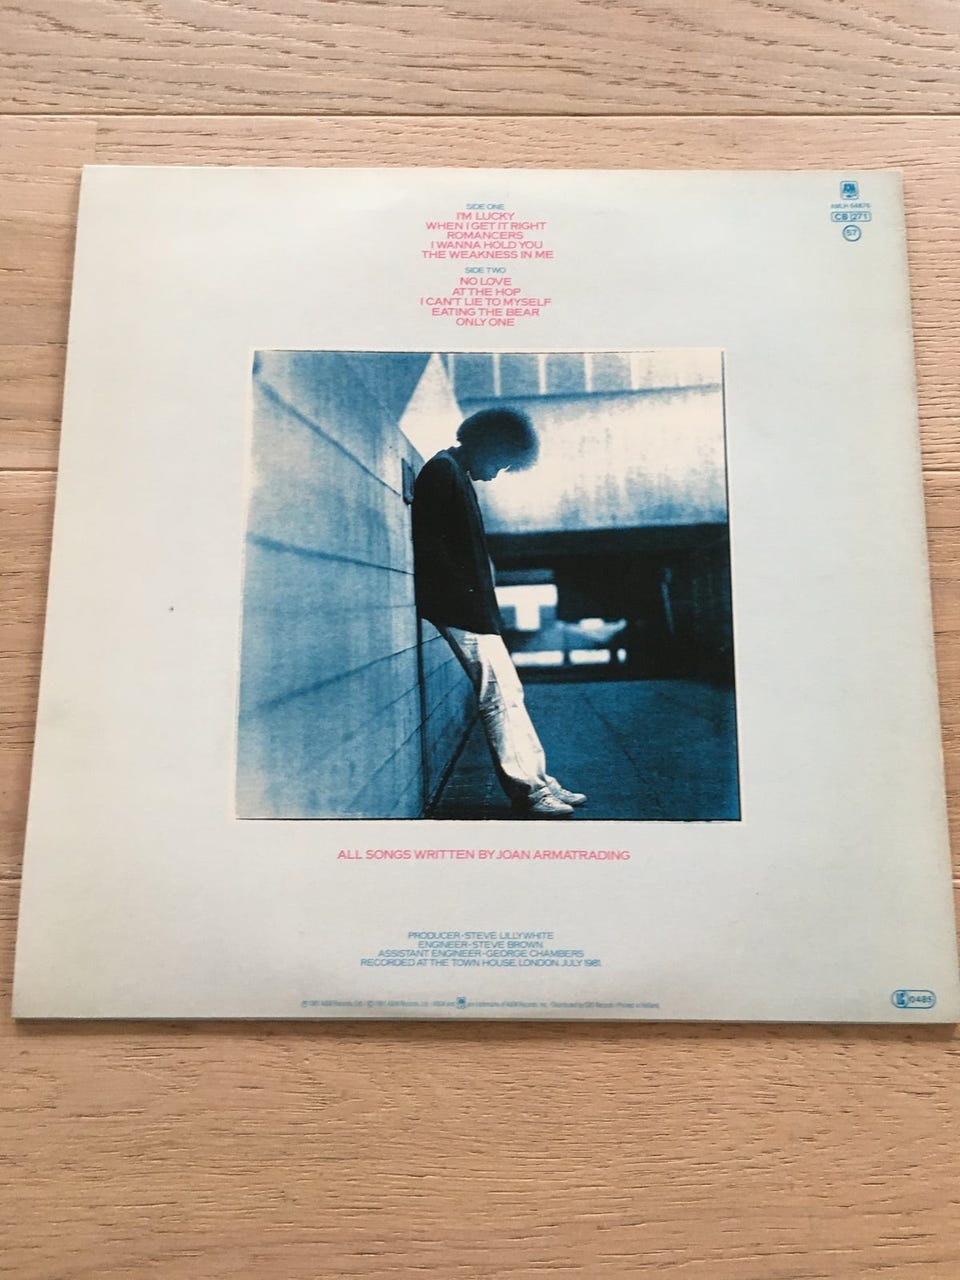 SIDE ONE
I'M LUCKY
WHEN I GET IT RIGHT
ROMANCERS
I WANNA HOLD YOU
THE WEAKNESS IN ME
SIDE TWO
NO LOVE
AT THE HOP
I CAN'T LIE TO MYSELF
EATING THE BEAR
ONLY ONE
AMLH 64876
CB 271
57
ALL SONGS WRITTEN BY JOAN ARMATRADING
PRODUCER-STEVE LILLYWHITE
ENGINEER-STEVE BROWN
ASSISTANT ENGINEER-GEORGE CHAMBERS
RECORDED AT THE TOWN HOUSE, LONDON. JULY 1981.
LC 0485